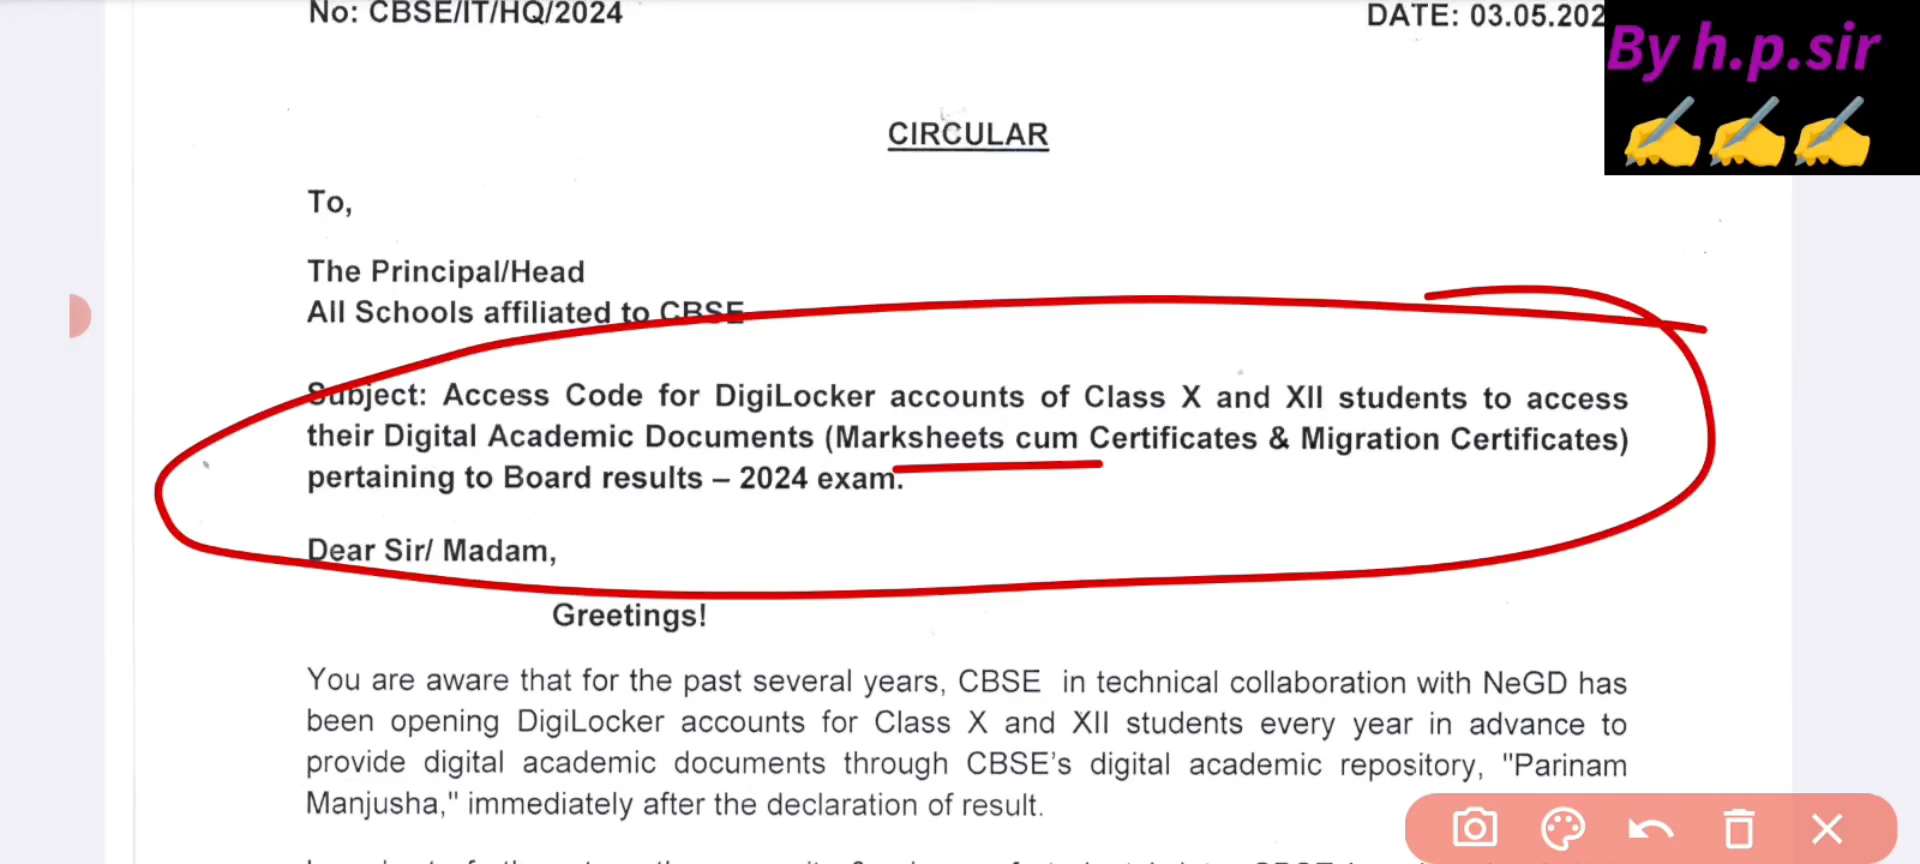 No: CBSE/IT/HQ/2024
DATE: 03.05.202
By h.p.sir
CIRCULAR
To,
The Principal/Head
All Schools affiliated to CBSE
Subject: Access Code for DigiLocker accounts of Class X and XII students to access
their Digital Academic Documents (Marksheets cum Certificates & Migration Certificates)
pertaining to Board results – 2024 exam.
Dear Sir/ Madam,
Greetings!
You are aware that for the past several years, CBSE in technical collaboration with NeGD has
been opening DigiLocker accounts for Class X and XII students every year in advance to
provide digital academic documents through CBSE's digital academic repository, "Parinam
Manjusha," immediately after the declaration of result.